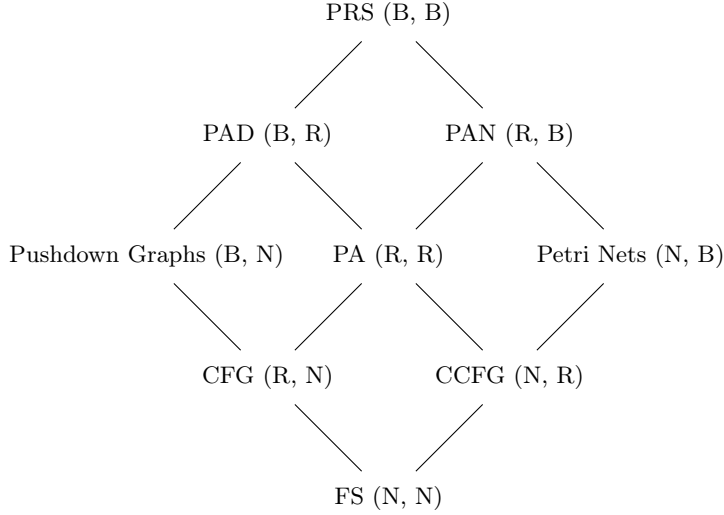 PRS (B, B)
PAD (B, R)
PAN (R, B)
Pushdown Graphs (B, N)
PA (R, R)
Petri Nets (N, B)
CFG (R, N)
CCFG (N, R)
FS (N, N)